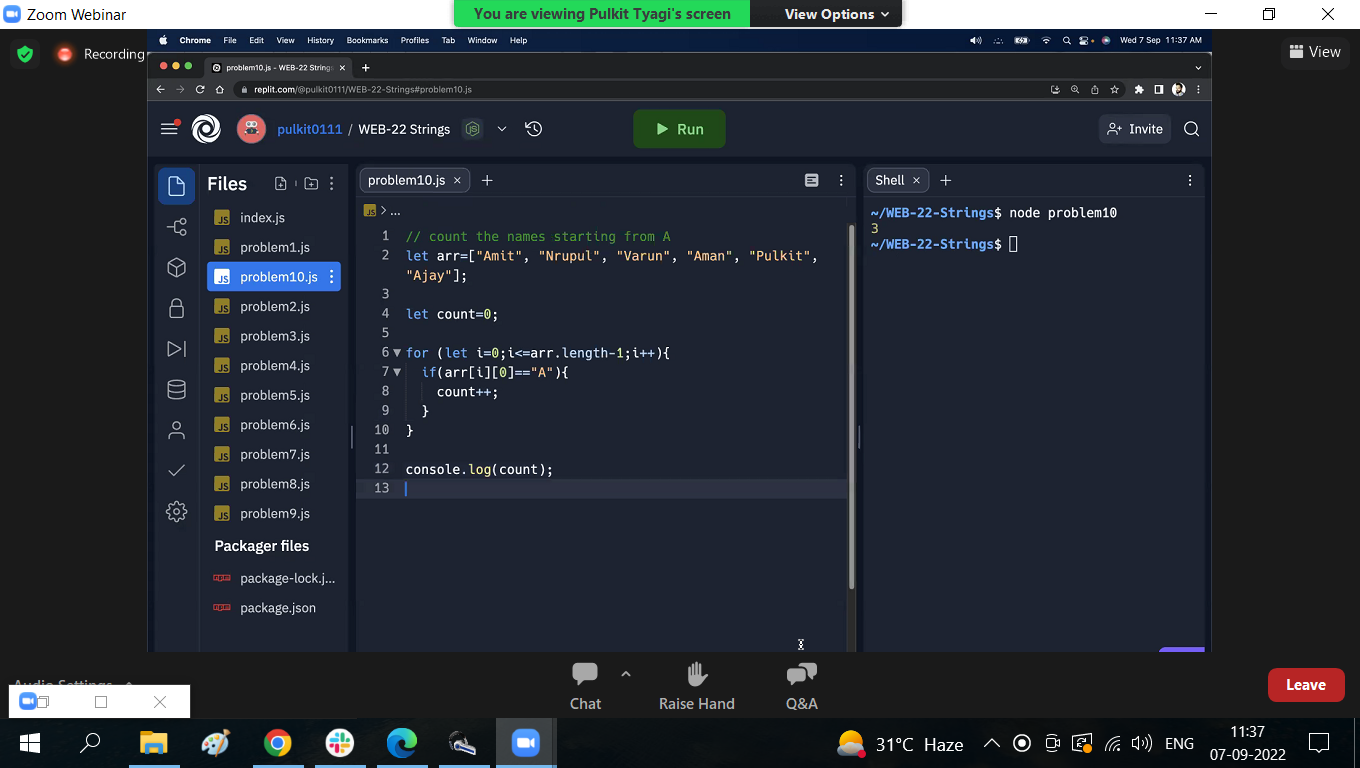 Zoom Webinar
You are viewing Pulkit Tyagi's screen
View Options
Recording
Chrome File Edit View History Bookmarks Profiles Tab Window Help
Wed 7 Sep 11:37 AM
View
problem10.js - WEB-22 Strings
replit.com/@pulkit0111/WEB-22-Strings#problem10.js
pulkit0111 / WEB-22 Strings
Run
Invite
Files
index.js
problem1.js
problem10.js
problem2.js
problem3.js
problem4.js
problem5.js
problem6.js
problem7.js
problem8.js
problem9.js
Packager files
package-lock.j...
package.json
problem10.js
JS > ...
1 // count the names starting from A
2 let arr=["Amit", "Nrupul", "Varun", "Aman", "Pulkit",
"Ajay"];
3
4 let count=0;
5
6 for (let i=0;i<=arr.length-1;i++){
7 if(arr[i][0]=="A"){
8 count++;
9 }
10 }
11
12 console.log(count);
13
Shell
~/WEB-22-Strings$ node problem10
3
~/WEB-22-Strings$
Audio Settings
Chat
Raise Hand
Q&A
Leave
31°C Haze
ENG
11:37
07-09-2022